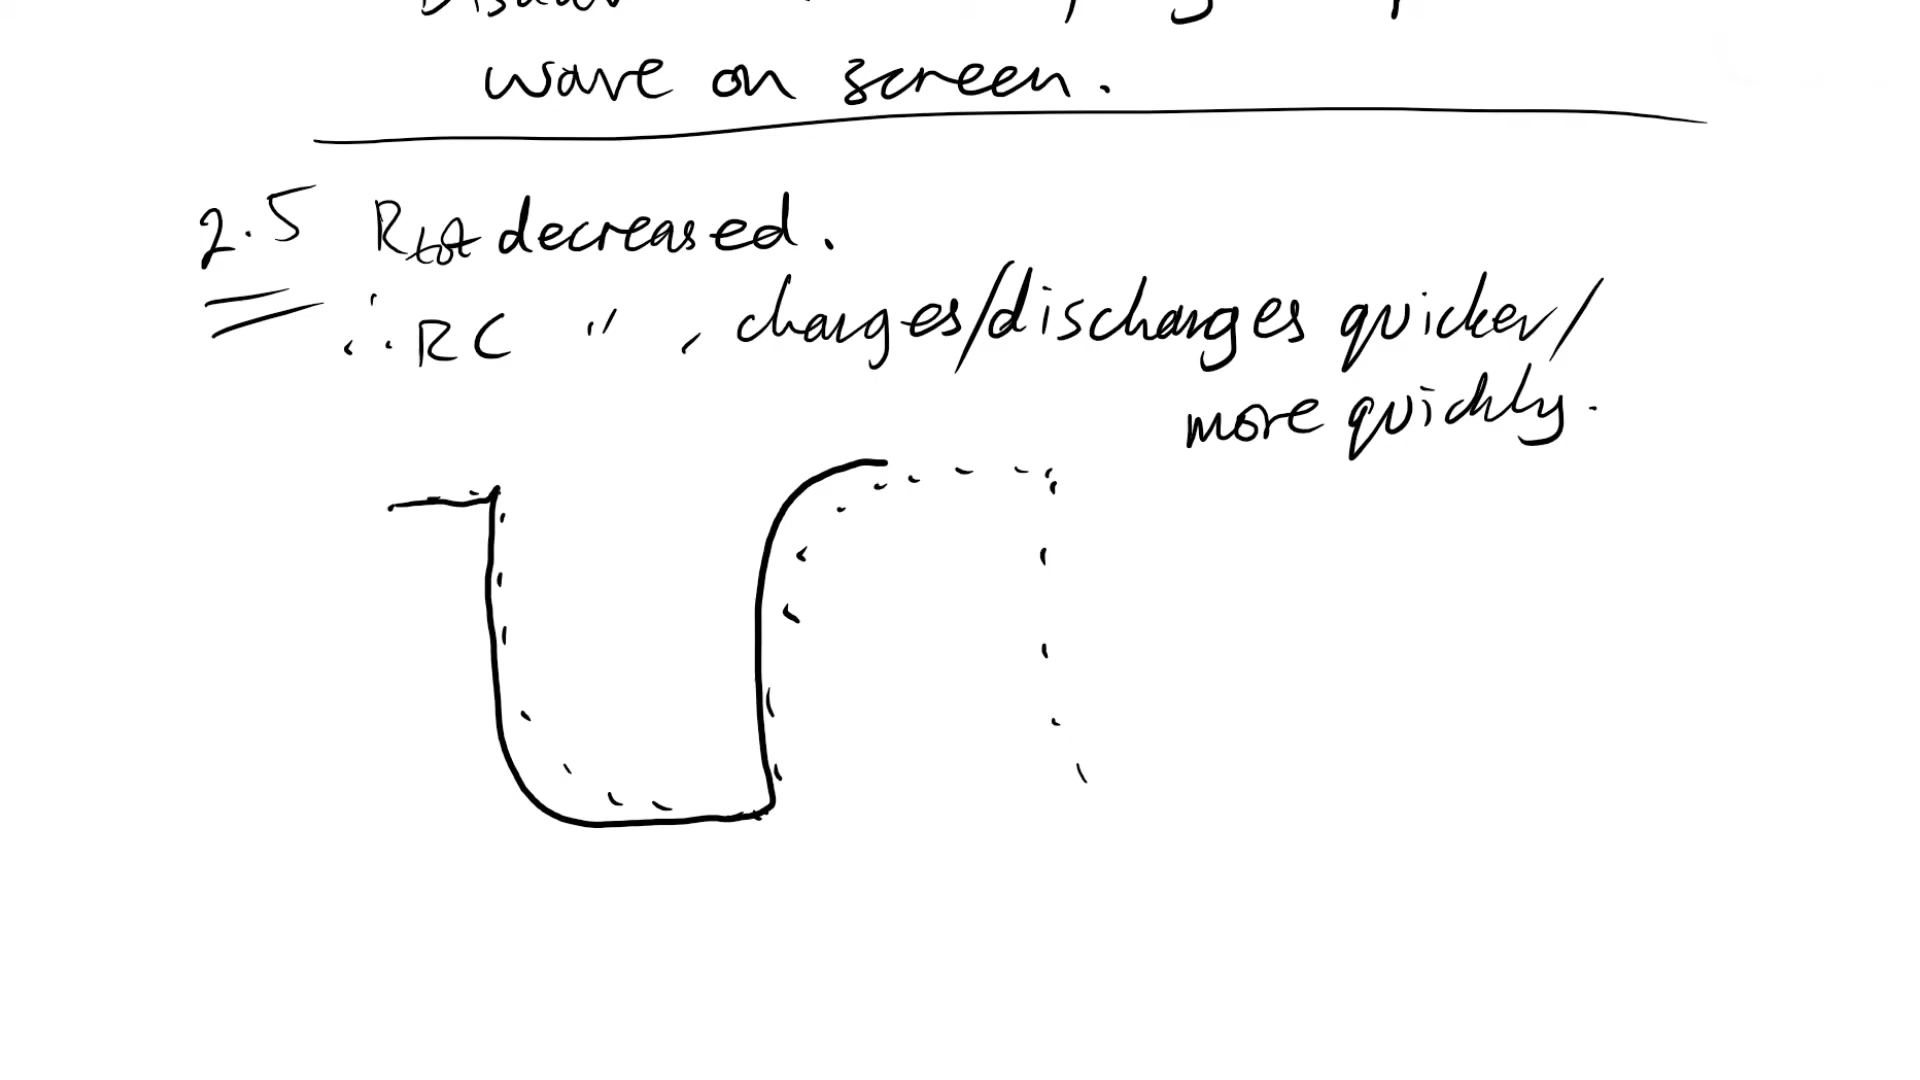 wave on screen.
2.5 Rtot decreased.
∴ RC " , charges/discharges quicker/
more quickly.